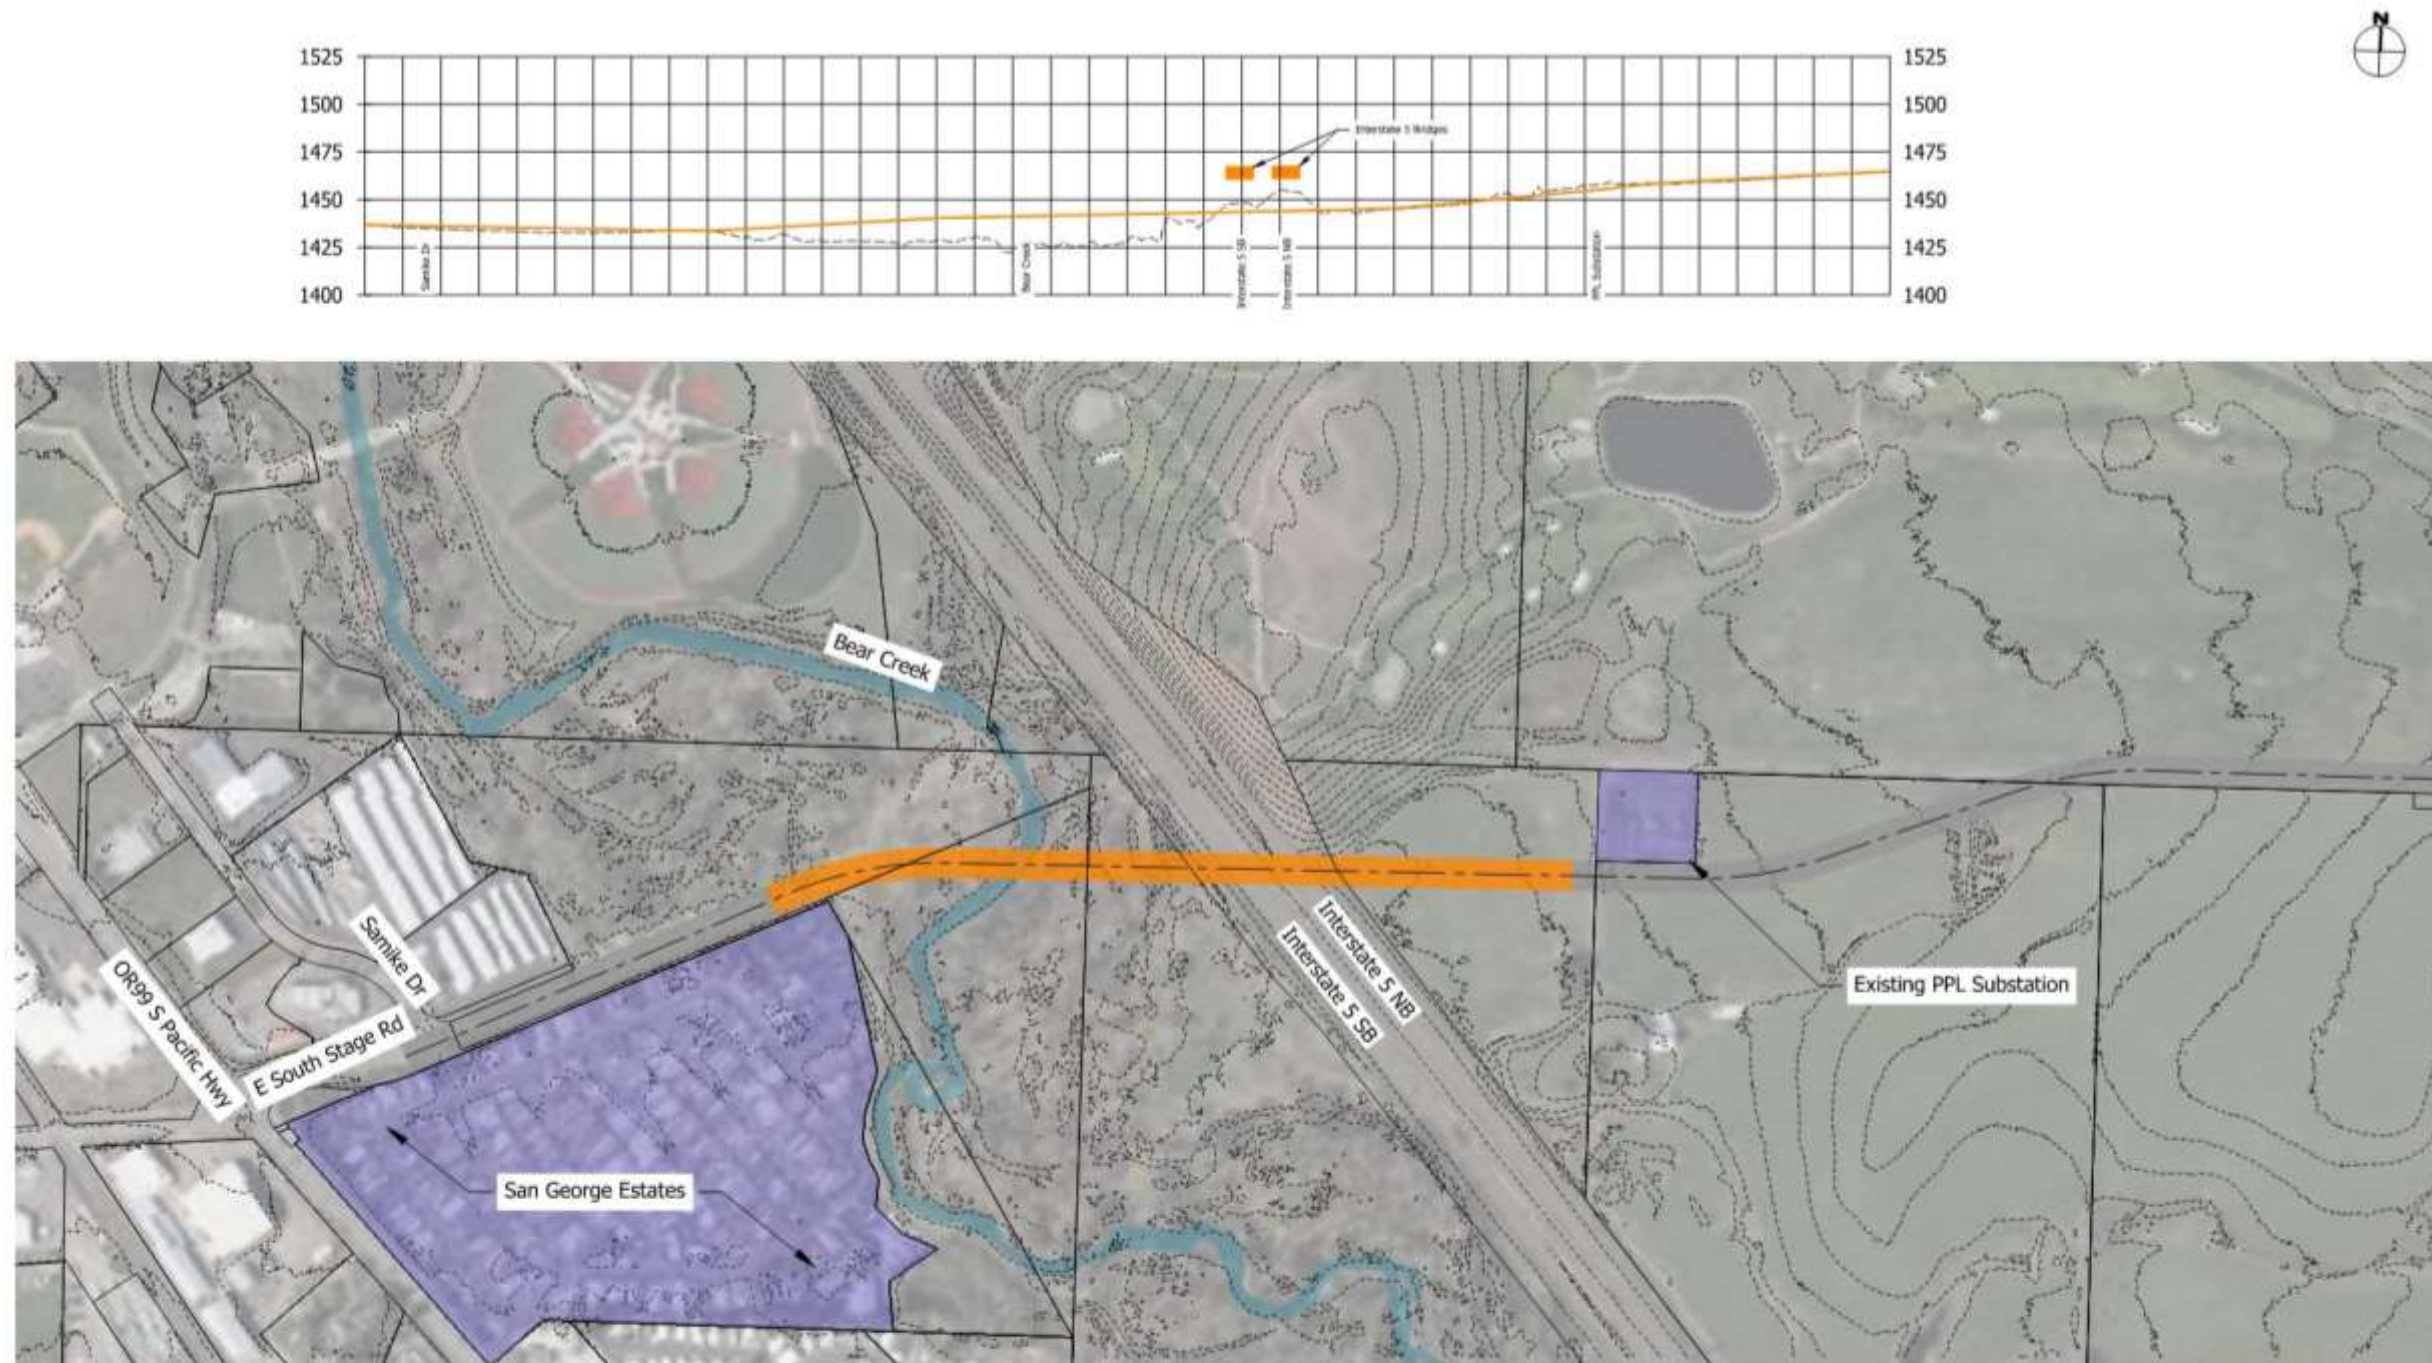 N
1525
1525
1500
1500
Interstate 5 Bridges
1475
1475
1450
1450
1425
1425
Samike Dr
Bear Creek
Interstate 5 SB
Interstate 5 NB
PPL Substation
1400
1400
Bear Creek
Samike Dr
OR99 S Pacific Hwy
E South Stage Rd
Interstate 5 NB
Interstate 5 SB
Existing PPL Substation
San George Estates